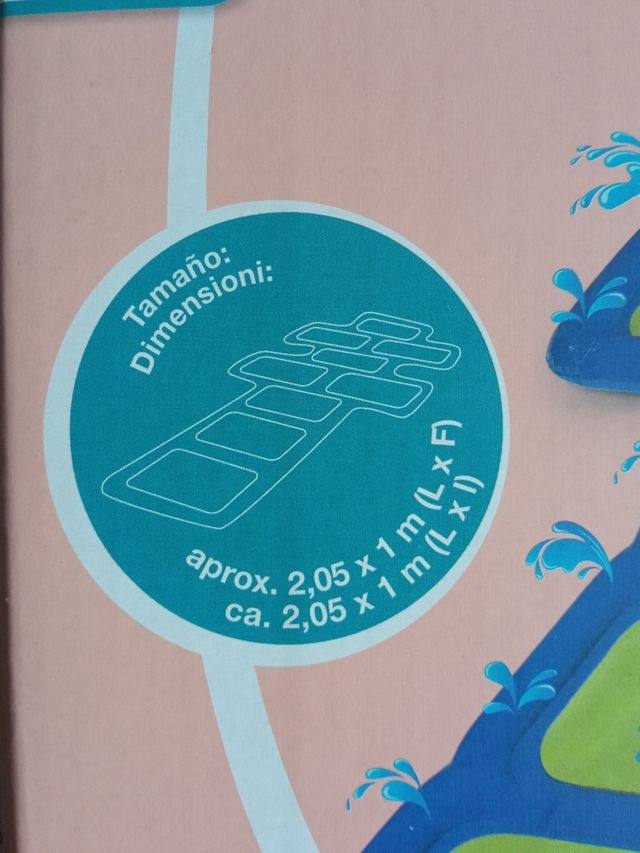 Tamaño:
Dimensioni:
aprox. 2,05 x 1 m (L x F)
ca. 2,05 x 1 m (L x l)